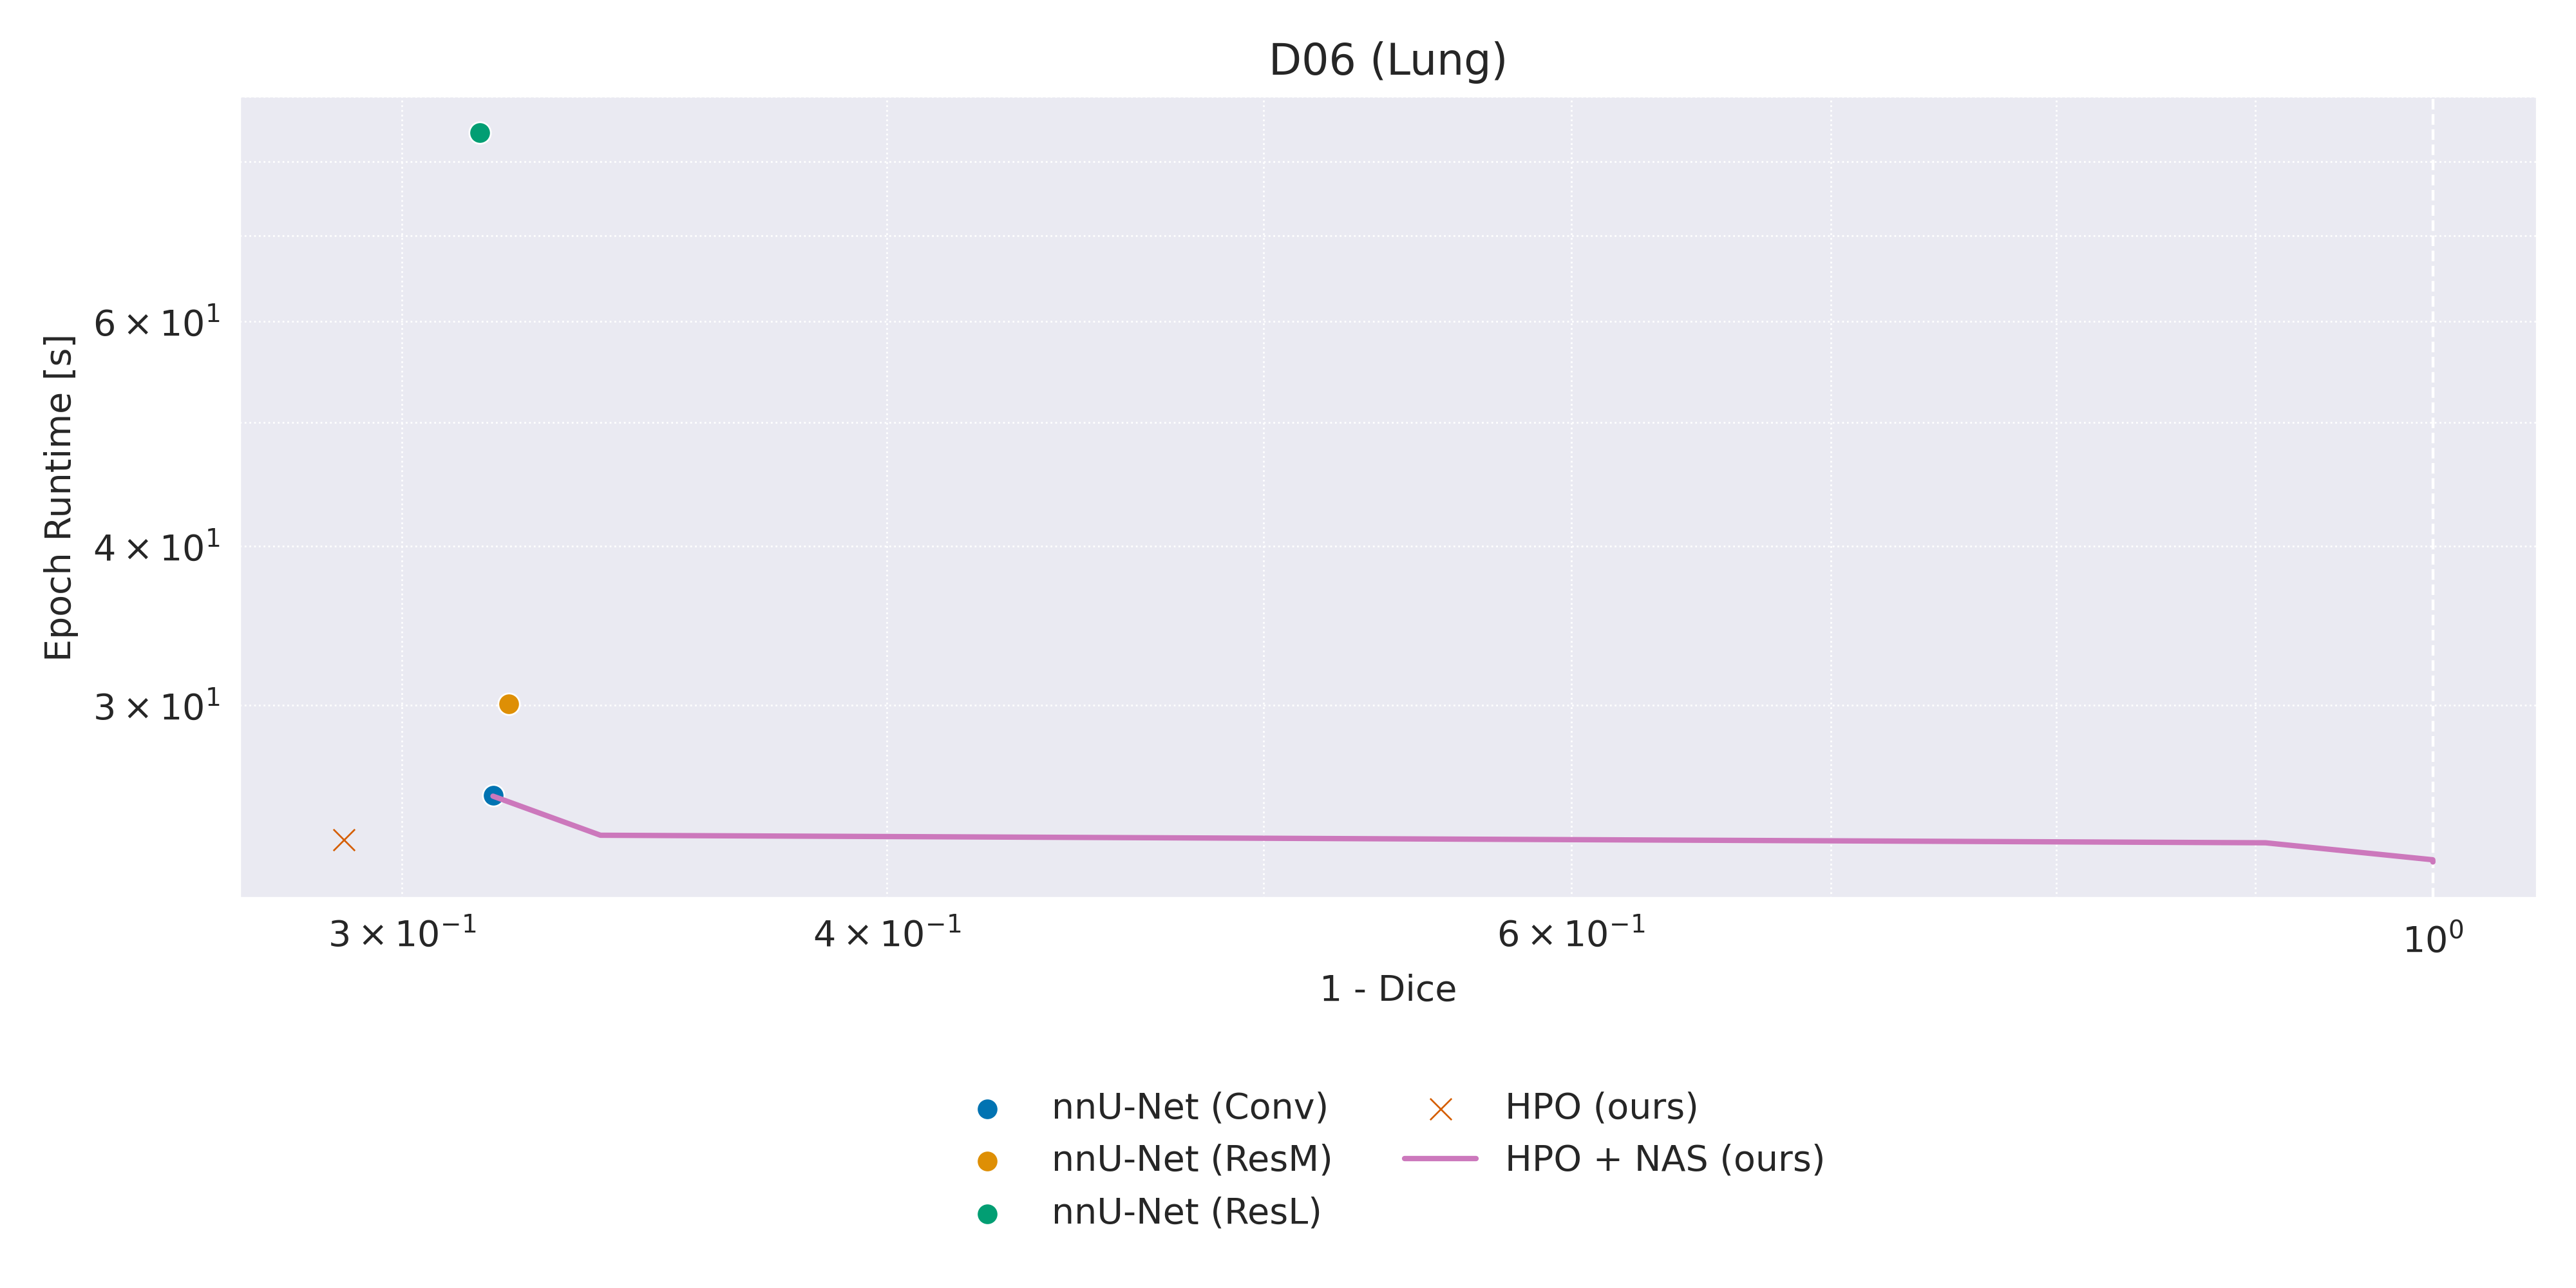 D06 (Lung)
Epoch Runtime [s]
6 × 10¹
4 × 10¹
3 × 10¹
3 × 10⁻¹
4 × 10⁻¹
6 × 10⁻¹
10⁰
1 - Dice
nnU-Net (Conv)
nnU-Net (ResM)
nnU-Net (ResL)
HPO (ours)
HPO + NAS (ours)